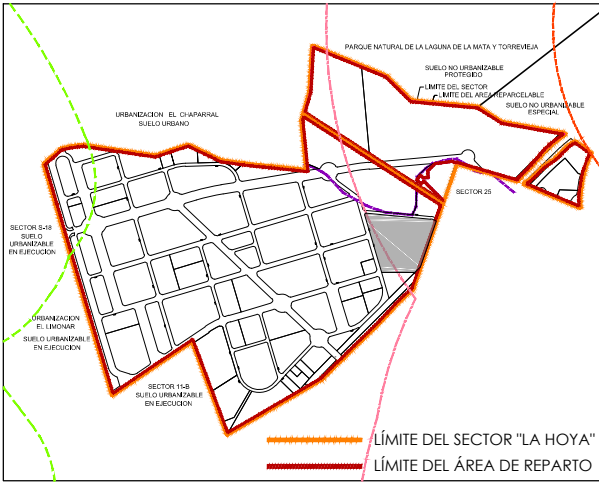 PARQUE NATURAL DE LA LAGUNA DE LA MATA Y TORREVIEJA
SUELO NO URBANIZABLE
PROTEGIDO
LIMITE DEL SECTOR
LIMITE DEL AREA REPARCELABLE
SUELO NO URBANIZABLE
ESPECIAL
URBANIZACION EL CHAPARRAL
SUELO URBANO
SECTOR 25
SECTOR S-18
SUELO
URBANIZABLE
EN EJECUCION
URBANIZACION
EL LIMONAR
SUELO URBANIZABLE
EN EJECUCION
SECTOR 11-B
SUELO URBANIZABLE
EN EJECUCION
LÍMITE DEL SECTOR "LA HOYA"
LÍMITE DEL ÁREA DE REPARTO